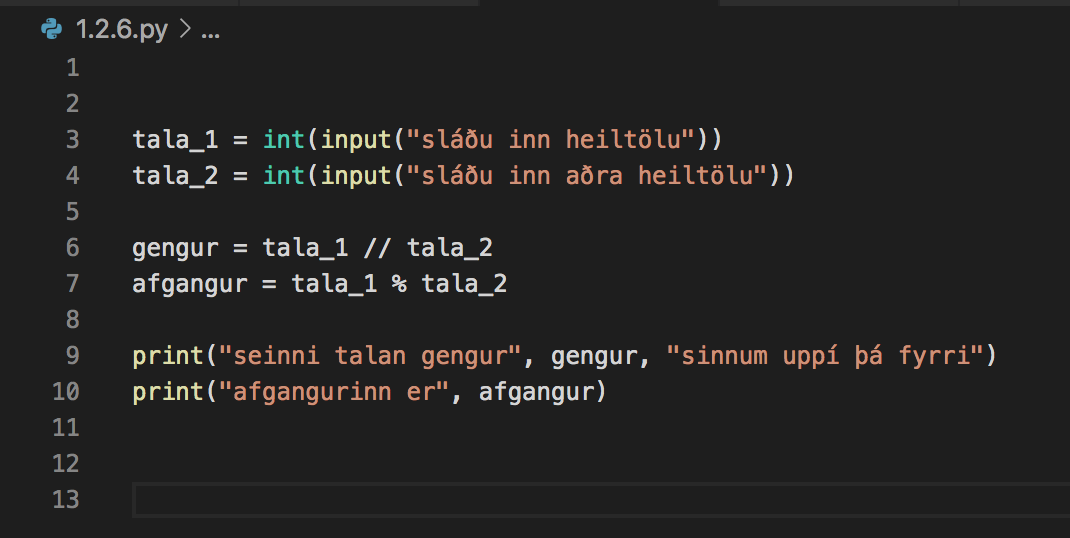 1.2.6.py > ...
1
2
3 tala_1 = int(input("sláðu inn heiltölu"))
4 tala_2 = int(input("sláðu inn aðra heiltölu"))
5
6 gengur = tala_1 // tala_2
7 afgangur = tala_1 % tala_2
8
9 print("seinni talan gengur", gengur, "sinnum uppí þá fyrri")
10 print("afgangurinn er", afgangur)
11
12
13